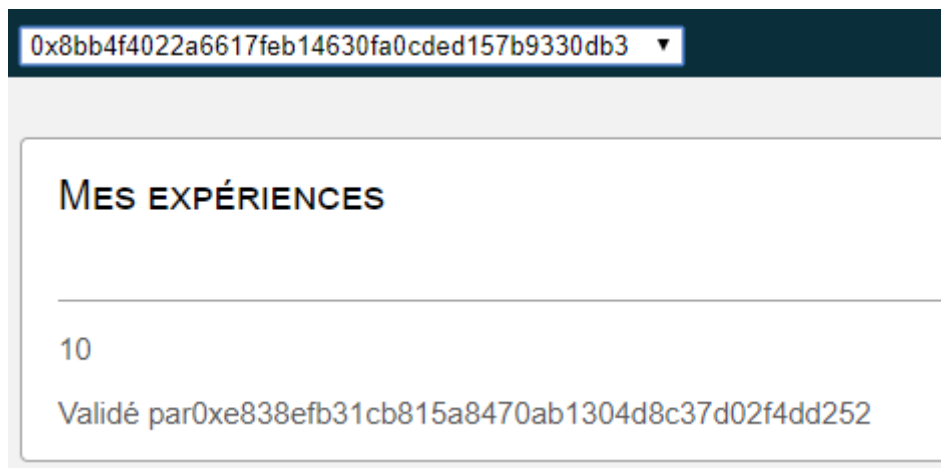 0x8bb4f4022a6617feb14630fa0cded157b9330db3
MES EXPÉRIENCES
10
Validé par0xe838efb31cb815a8470ab1304d8c37d02f4dd252